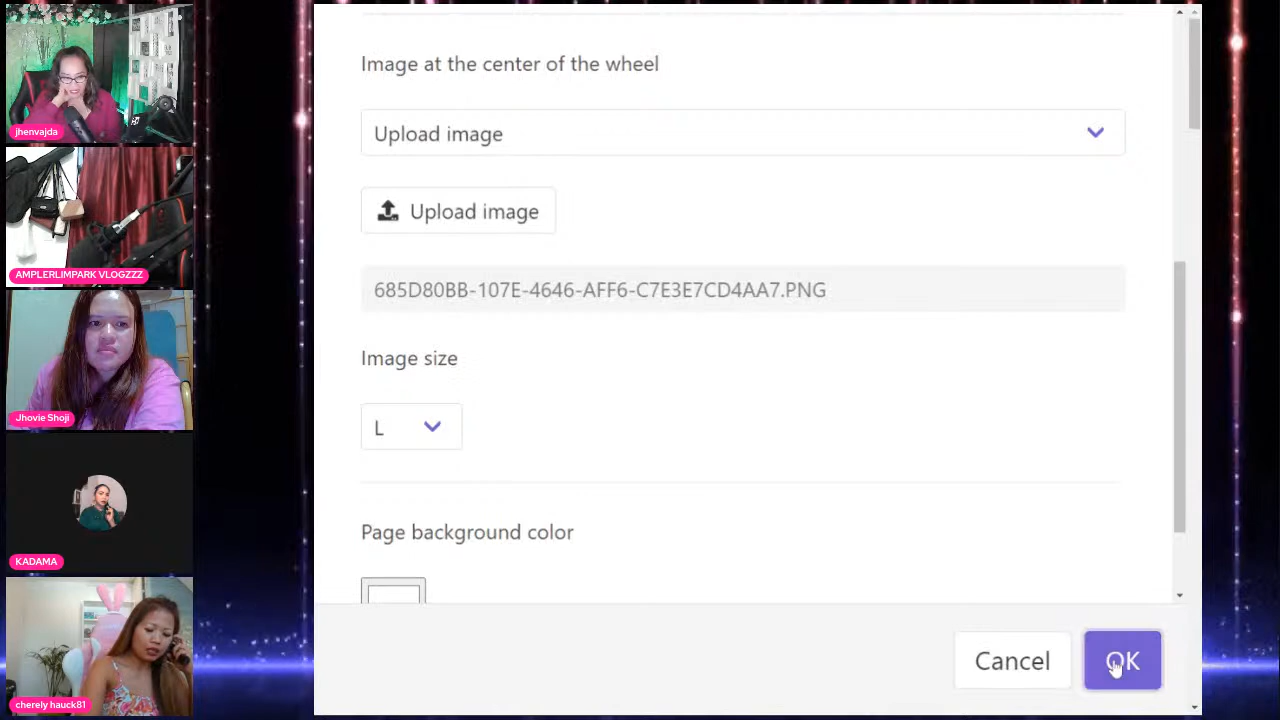 jhenvajda
AMPLERLIMPARK VLOGZZZ
Jhovie Shoji
KADAMA
cherely hauck81
Image at the center of the wheel
Upload image
Upload image
685D80BB-107E-4646-AFF6-C7E3E7CD4AA7.PNG
Image size
L
Page background color
Cancel
OK